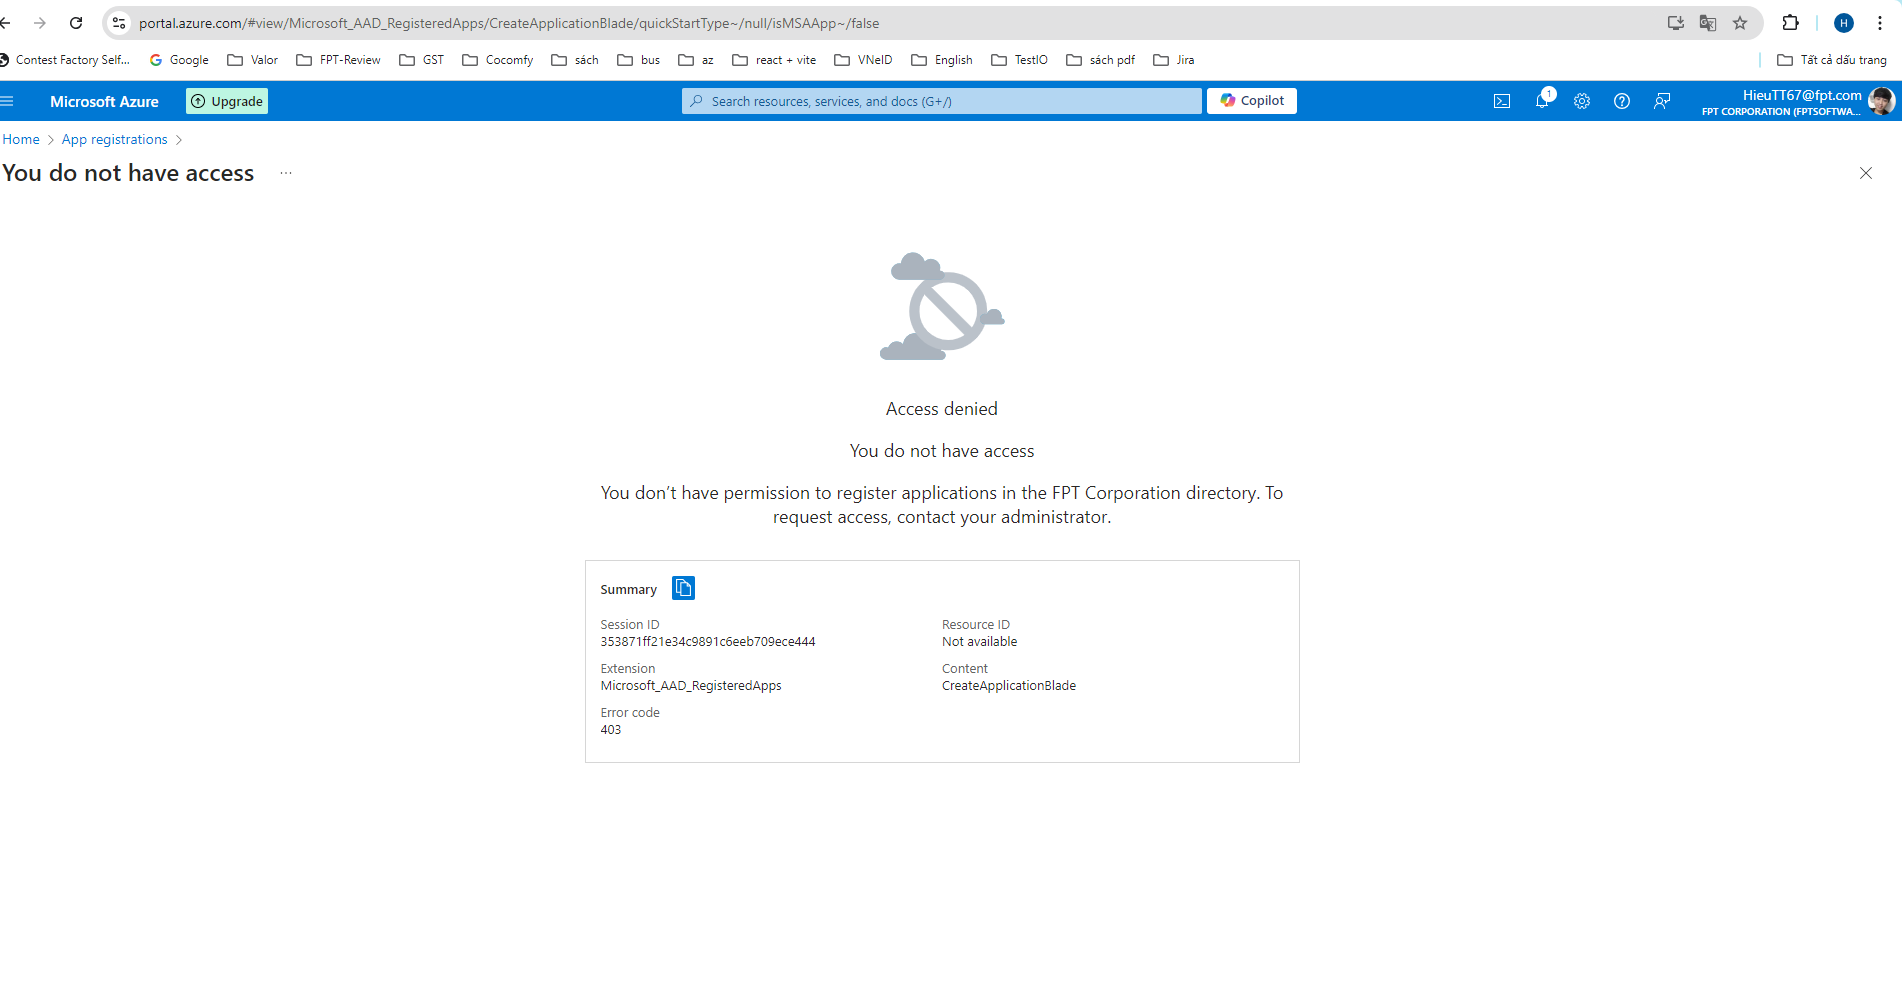 portal.azure.com/#view/Microsoft_AAD_RegisteredApps/CreateApplicationBlade/quickStartType~/null/isMSAApp~/false
H
Contest Factory Self... Google Valor FPT-Review GST Cocomfy sách bus az react + vite VNeID English TestIO sách pdf Jira Tất cả dấu trang
Microsoft Azure Upgrade Search resources, services, and docs (G+/) Copilot 1 HieuTT67@fpt.com
FPT CORPORATION (FPTSOFTWA...
Home > App registrations >
You do not have access ...
Access denied
You do not have access
You don't have permission to register applications in the FPT Corporation directory. To
request access, contact your administrator.
Summary
Session ID Resource ID
353871ff21e34c9891c6eeb709ece444 Not available
Extension Content
Microsoft_AAD_RegisteredApps CreateApplicationBlade
Error code
403